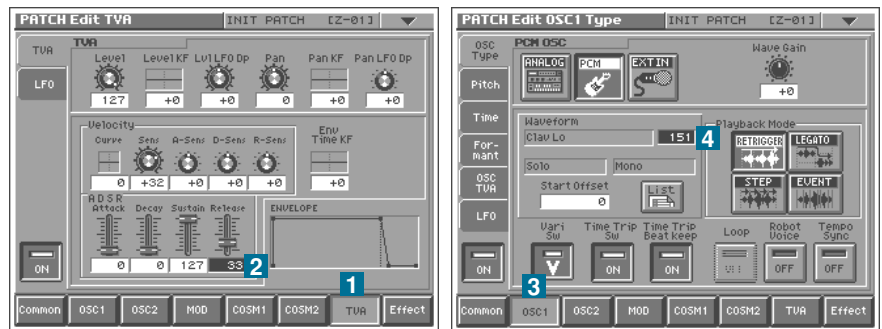 PATCH Edit TVA
INIT PATCH [Z-01]
TVA
LFO
TVA
Level LevelKF LvlLFO Dp Pan Pan KF Pan LFO Dp
127 +0 +0 0 +0 +0
Velocity
Curve Sens A-Sens D-Sens R-Sens
0 +32 +0 +0 +0
Env
Time KF
+0
ADSR
Attack Decay Sustain Release
0 0 127 33
2
ENVELOPE
ON
1
Common OSC1 OSC2 MOD COSM1 COSM2 TVA Effect
PATCH Edit OSC1 Type
INIT PATCH [Z-01]
OSC
Type
Pitch
Time
For-
mant
OSC
TVA
LFO
PCM OSC
ANALOG PCM EXT IN
Wave Gain
+0
Waveform
Clav Lo 151
4
Solo Mono
Start Offset
0
List
Playback Mode
RETRIGGER LEGATO
STEP EVENT
Vari
Sw
Time Trip
Sw
Time Trip
Beat keep
Loop
Robot
Voice
Tempo
Sync
ON V ON ON OFF OFF
3
Common OSC1 OSC2 MOD COSM1 COSM2 TVA Effect